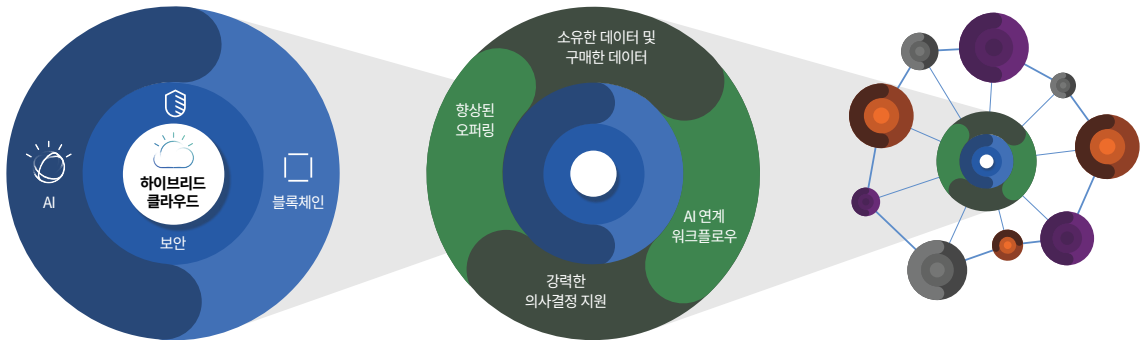 하이브리드
클라우드
AI
블록체인
보안
소유한 데이터 및
구매한 데이터
향상된
오퍼링
AI 연계
워크플로우
강력한
의사결정 지원